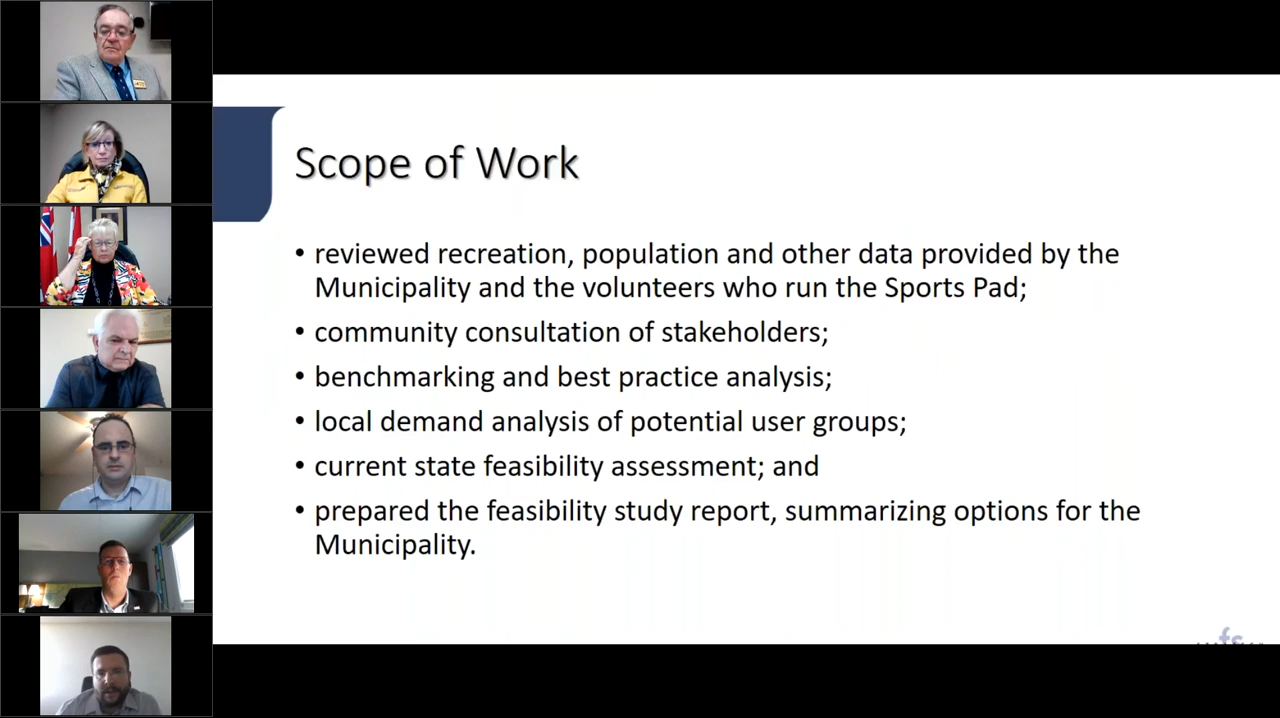 Scope of Work
• reviewed recreation, population and other data provided by the
Municipality and the volunteers who run the Sports Pad;
• community consultation of stakeholders;
• benchmarking and best practice analysis;
• local demand analysis of potential user groups;
• current state feasibility assessment; and
• prepared the feasibility study report, summarizing options for the
Municipality.